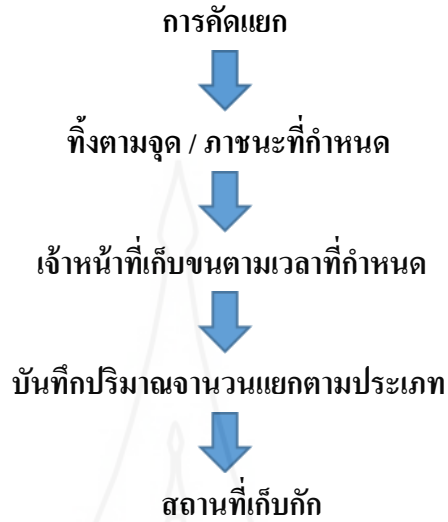 การคัดแยก
ทิ้งตามจุด / ภาชนะที่กำหนด
เจ้าหน้าที่เก็บขนตามเวลาที่กำหนด
บันทึกปริมาณจานวนแยกตามประเภท
สถานที่เก็บกัก